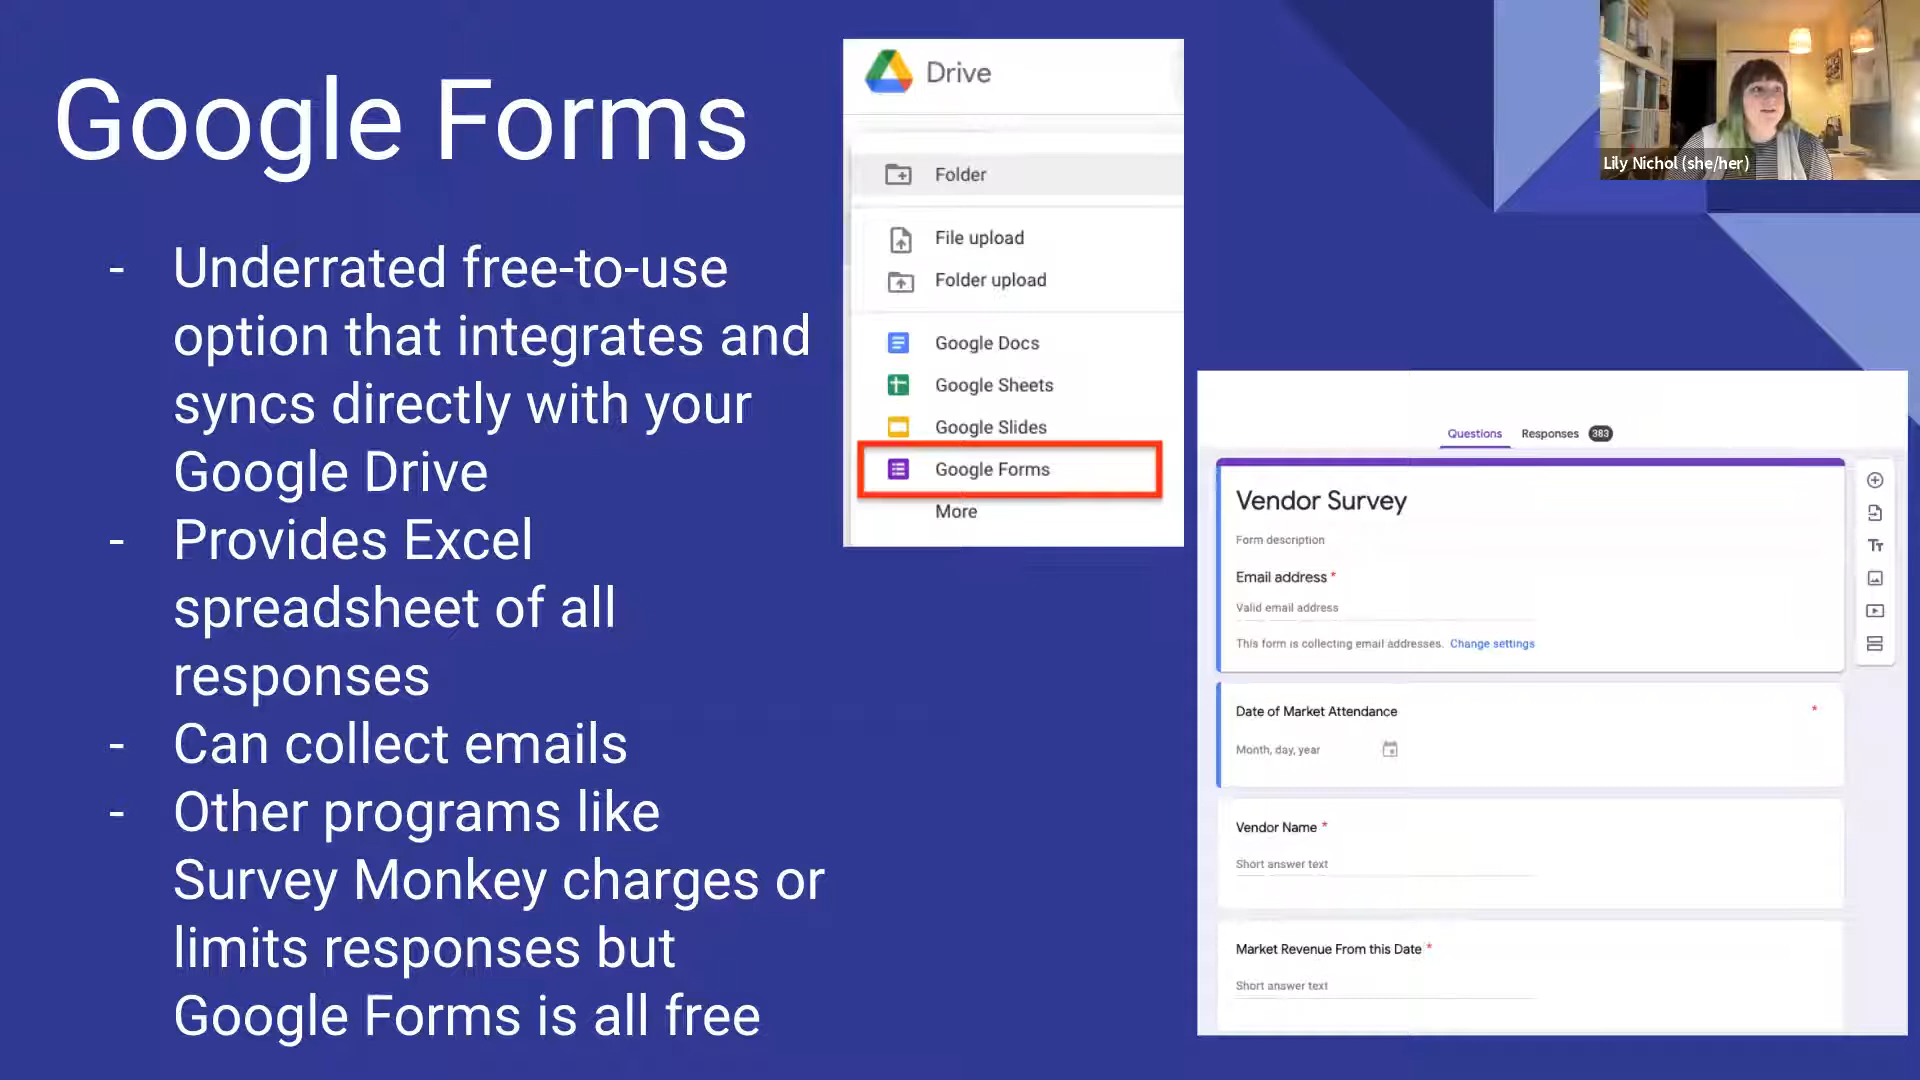 Google Forms
- Underrated free-to-use
option that integrates and
syncs directly with your
Google Drive
- Provides Excel
spreadsheet of all
responses
- Can collect emails
- Other programs like
Survey Monkey charges or
limits responses but
Google Forms is all free
Drive
Folder
File upload
Folder upload
Google Docs
Google Sheets
Google Slides
Google Forms
More
Lily Nichol (she/her)
Questions Responses 383
Vendor Survey
Form description
Email address *
Valid email address
This form is collecting email addresses. Change settings
Date of Market Attendance *
Month, day, year
Vendor Name *
Short answer text
Market Revenue From this Date *
Short answer text
Tт